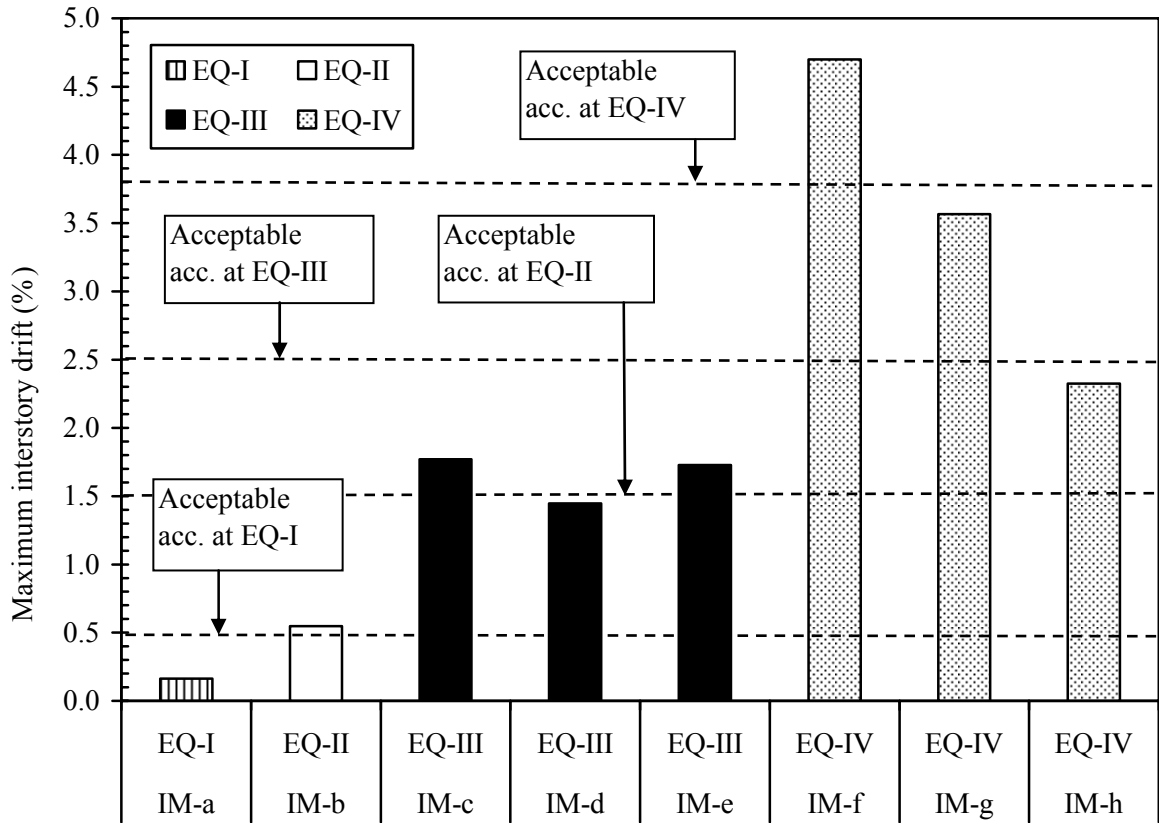 Maximum interstory drift (%)
5.0
4.5
4.0
3.5
3.0
2.5
2.0
1.5
1.0
0.5
0.0
EQ-I EQ-II
EQ-III EQ-IV
Acceptable
acc. at EQ-IV
Acceptable
acc. at EQ-III
Acceptable
acc. at EQ-II
Acceptable
acc. at EQ-I
EQ-I EQ-II EQ-III EQ-III EQ-III EQ-IV EQ-IV EQ-IV
IM-a IM-b IM-c IM-d IM-e IM-f IM-g IM-h